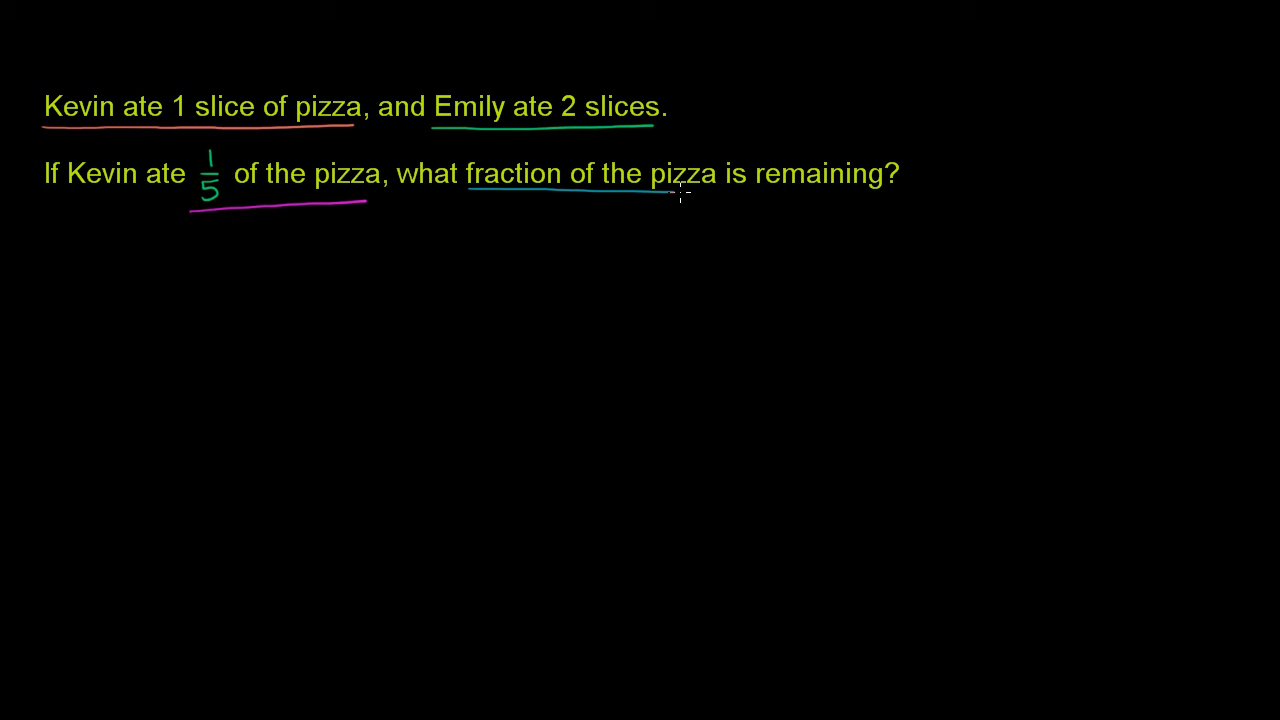 Kevin ate 1 slice of pizza, and Emily ate 2 slices.
If Kevin ate 1/5 of the pizza, what fraction of the pizza is remaining?